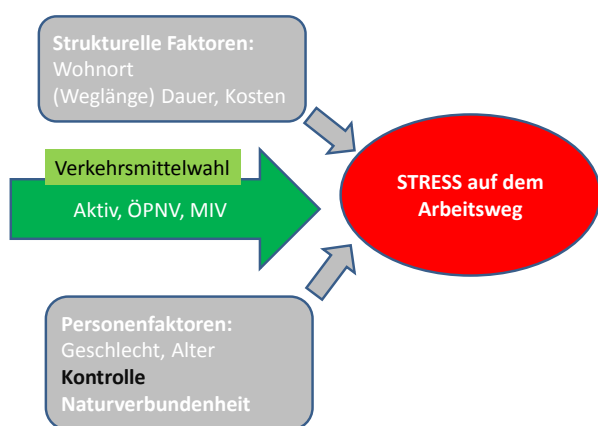 Strukturelle Faktoren:
Wohnort
(Weglänge) Dauer, Kosten
Verkehrsmittelwahl
Aktiv, ÖPNV, MIV
STRESS auf dem
Arbeitsweg
Personenfaktoren:
Geschlecht, Alter
Kontrolle
Naturverbundenheit